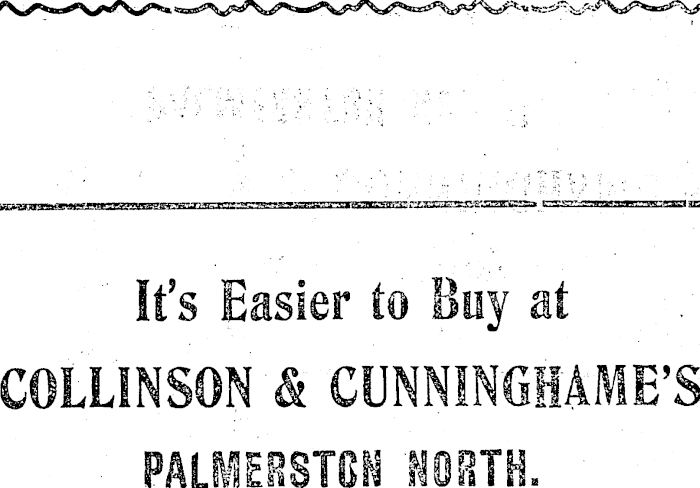 It's Easier to Buy at
COLLINSON & CUNNINGHAME'S
PALMERSTON NORTH.